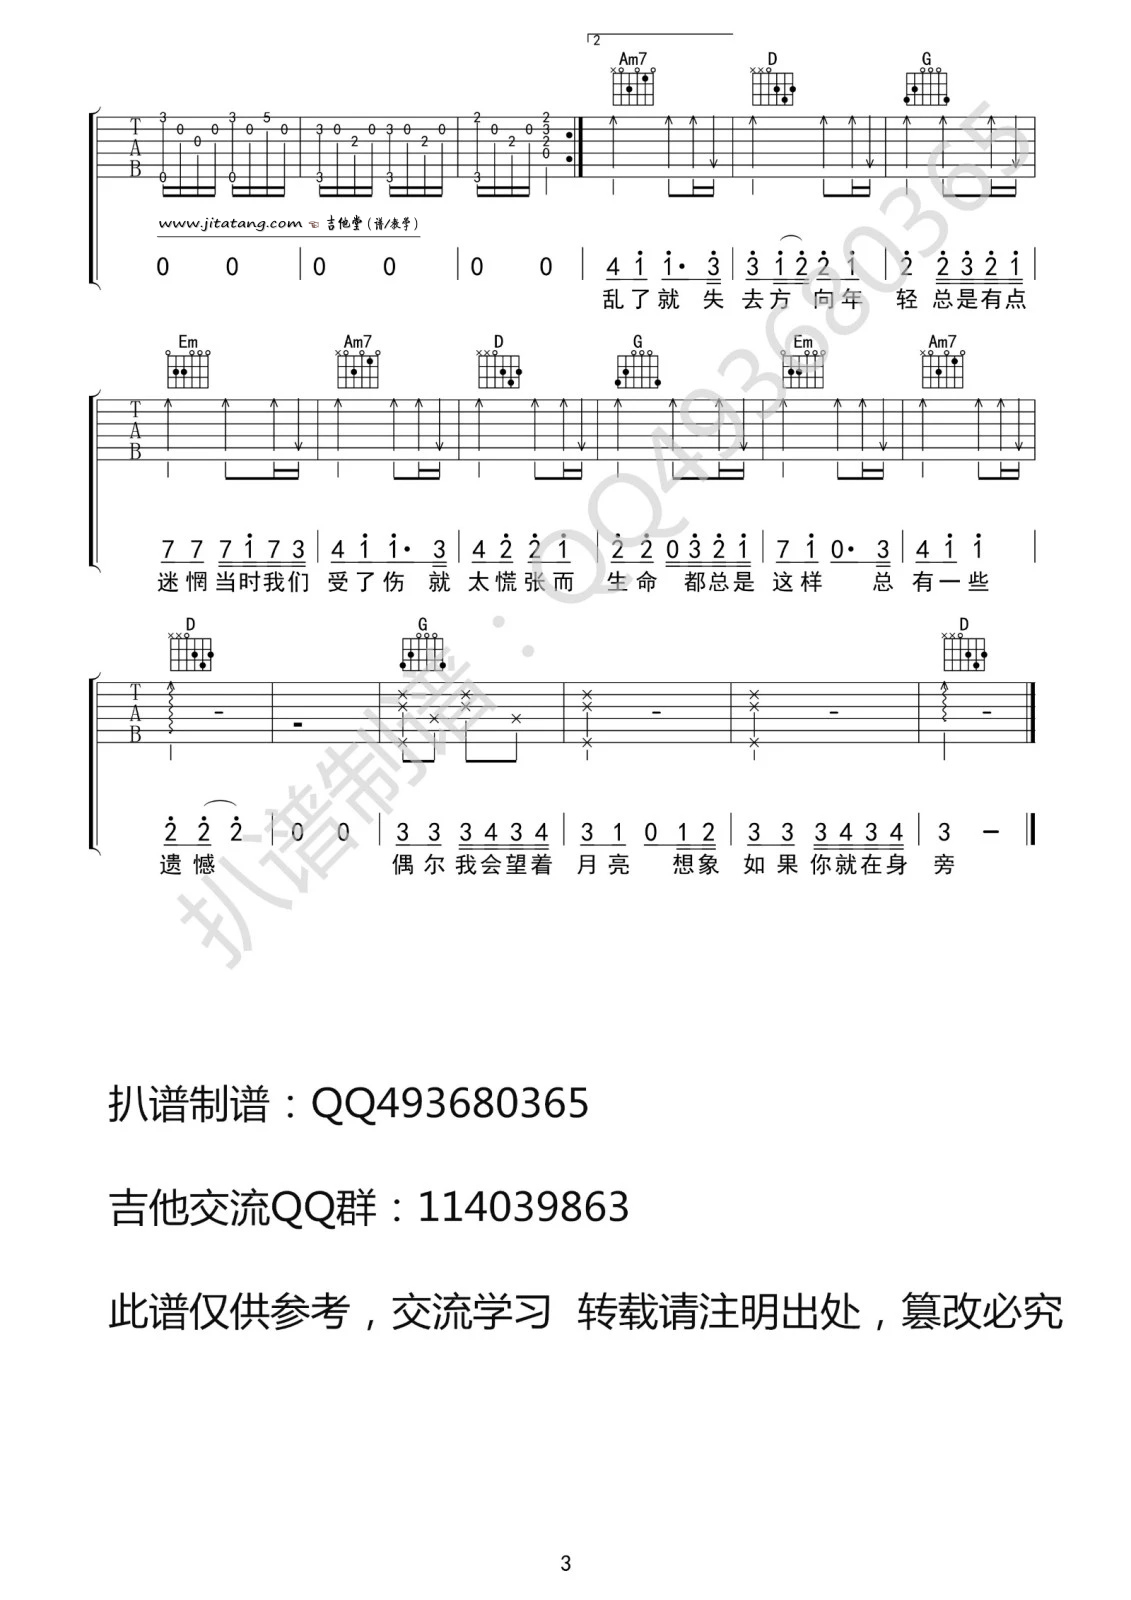 2
Am7 D G
3 0 0 0 3 5 0 3 0 2 0 3 0 2 0 2 0 2 0 2
0 0 3 3 3 3 2 0
T A B
www.jitatang.com ☜ 吉他堂(谱/教学)
0 0 0 0 0 0 4 1 1· 3 3 1 2 2 1 2 2 3 2 1
乱了就 失 去方 向年 轻 总是有点
Em Am7 D G Em Am7
T A B
7 7 7 1 7 3 4 1 1· 3 4 2 2 1 2 2 0 3 2 1 7 1 0· 3 4 1 1
迷惘当时我们 受了伤 就 太慌张而 生命 都总是 这样 总 有一些
D G D
T A B
2 2 2 0 0 3 3 3 4 3 4 3 1 0 1 2 3 3 3 4 3 4 3 –
遗憾 偶尔我会望着 月亮 想象 如果你就在身 旁
扒谱制谱：QQ493680365
扒谱制谱：QQ493680365
吉他交流QQ群：114039863
此谱仅供参考，交流学习 转载请注明出处，篡改必究
3